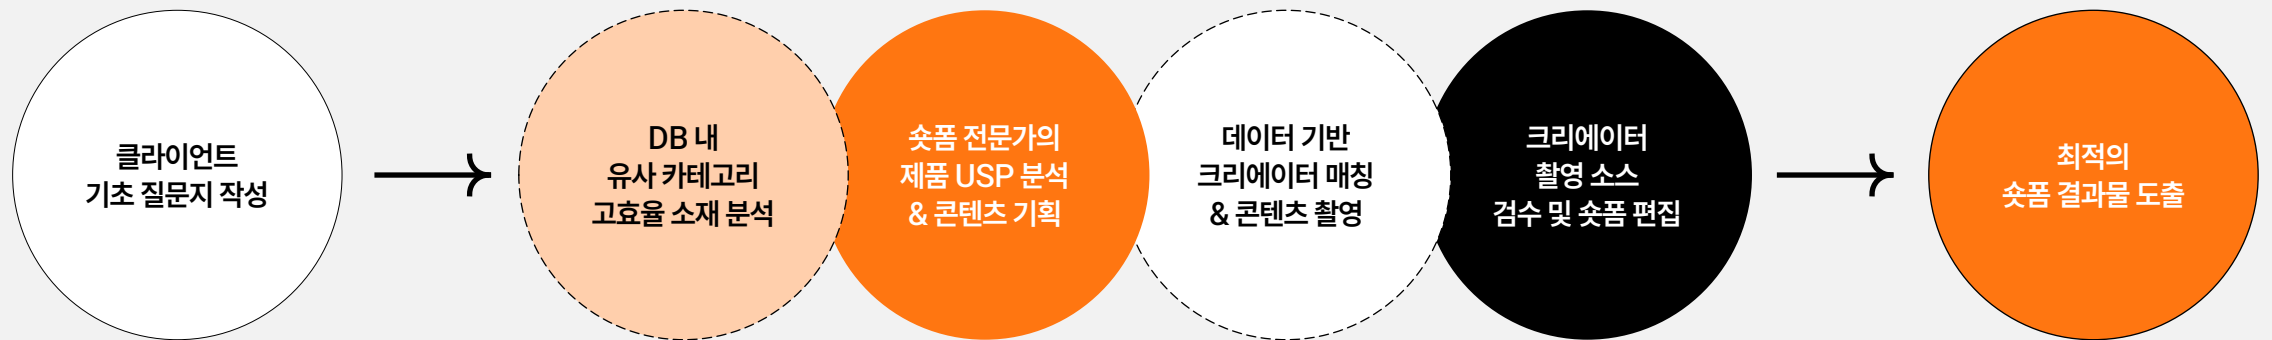 클라이언트
기초 질문지 작성
DB 내
유사 카테고리
고효율 소재 분석
숏폼 전문가의
제품 USP 분석
& 콘텐츠 기획
데이터 기반
크리에이터 매칭
& 콘텐츠 촬영
크리에이터
촬영 소스
검수 및 숏폼 편집
최적의
숏폼 결과물 도출